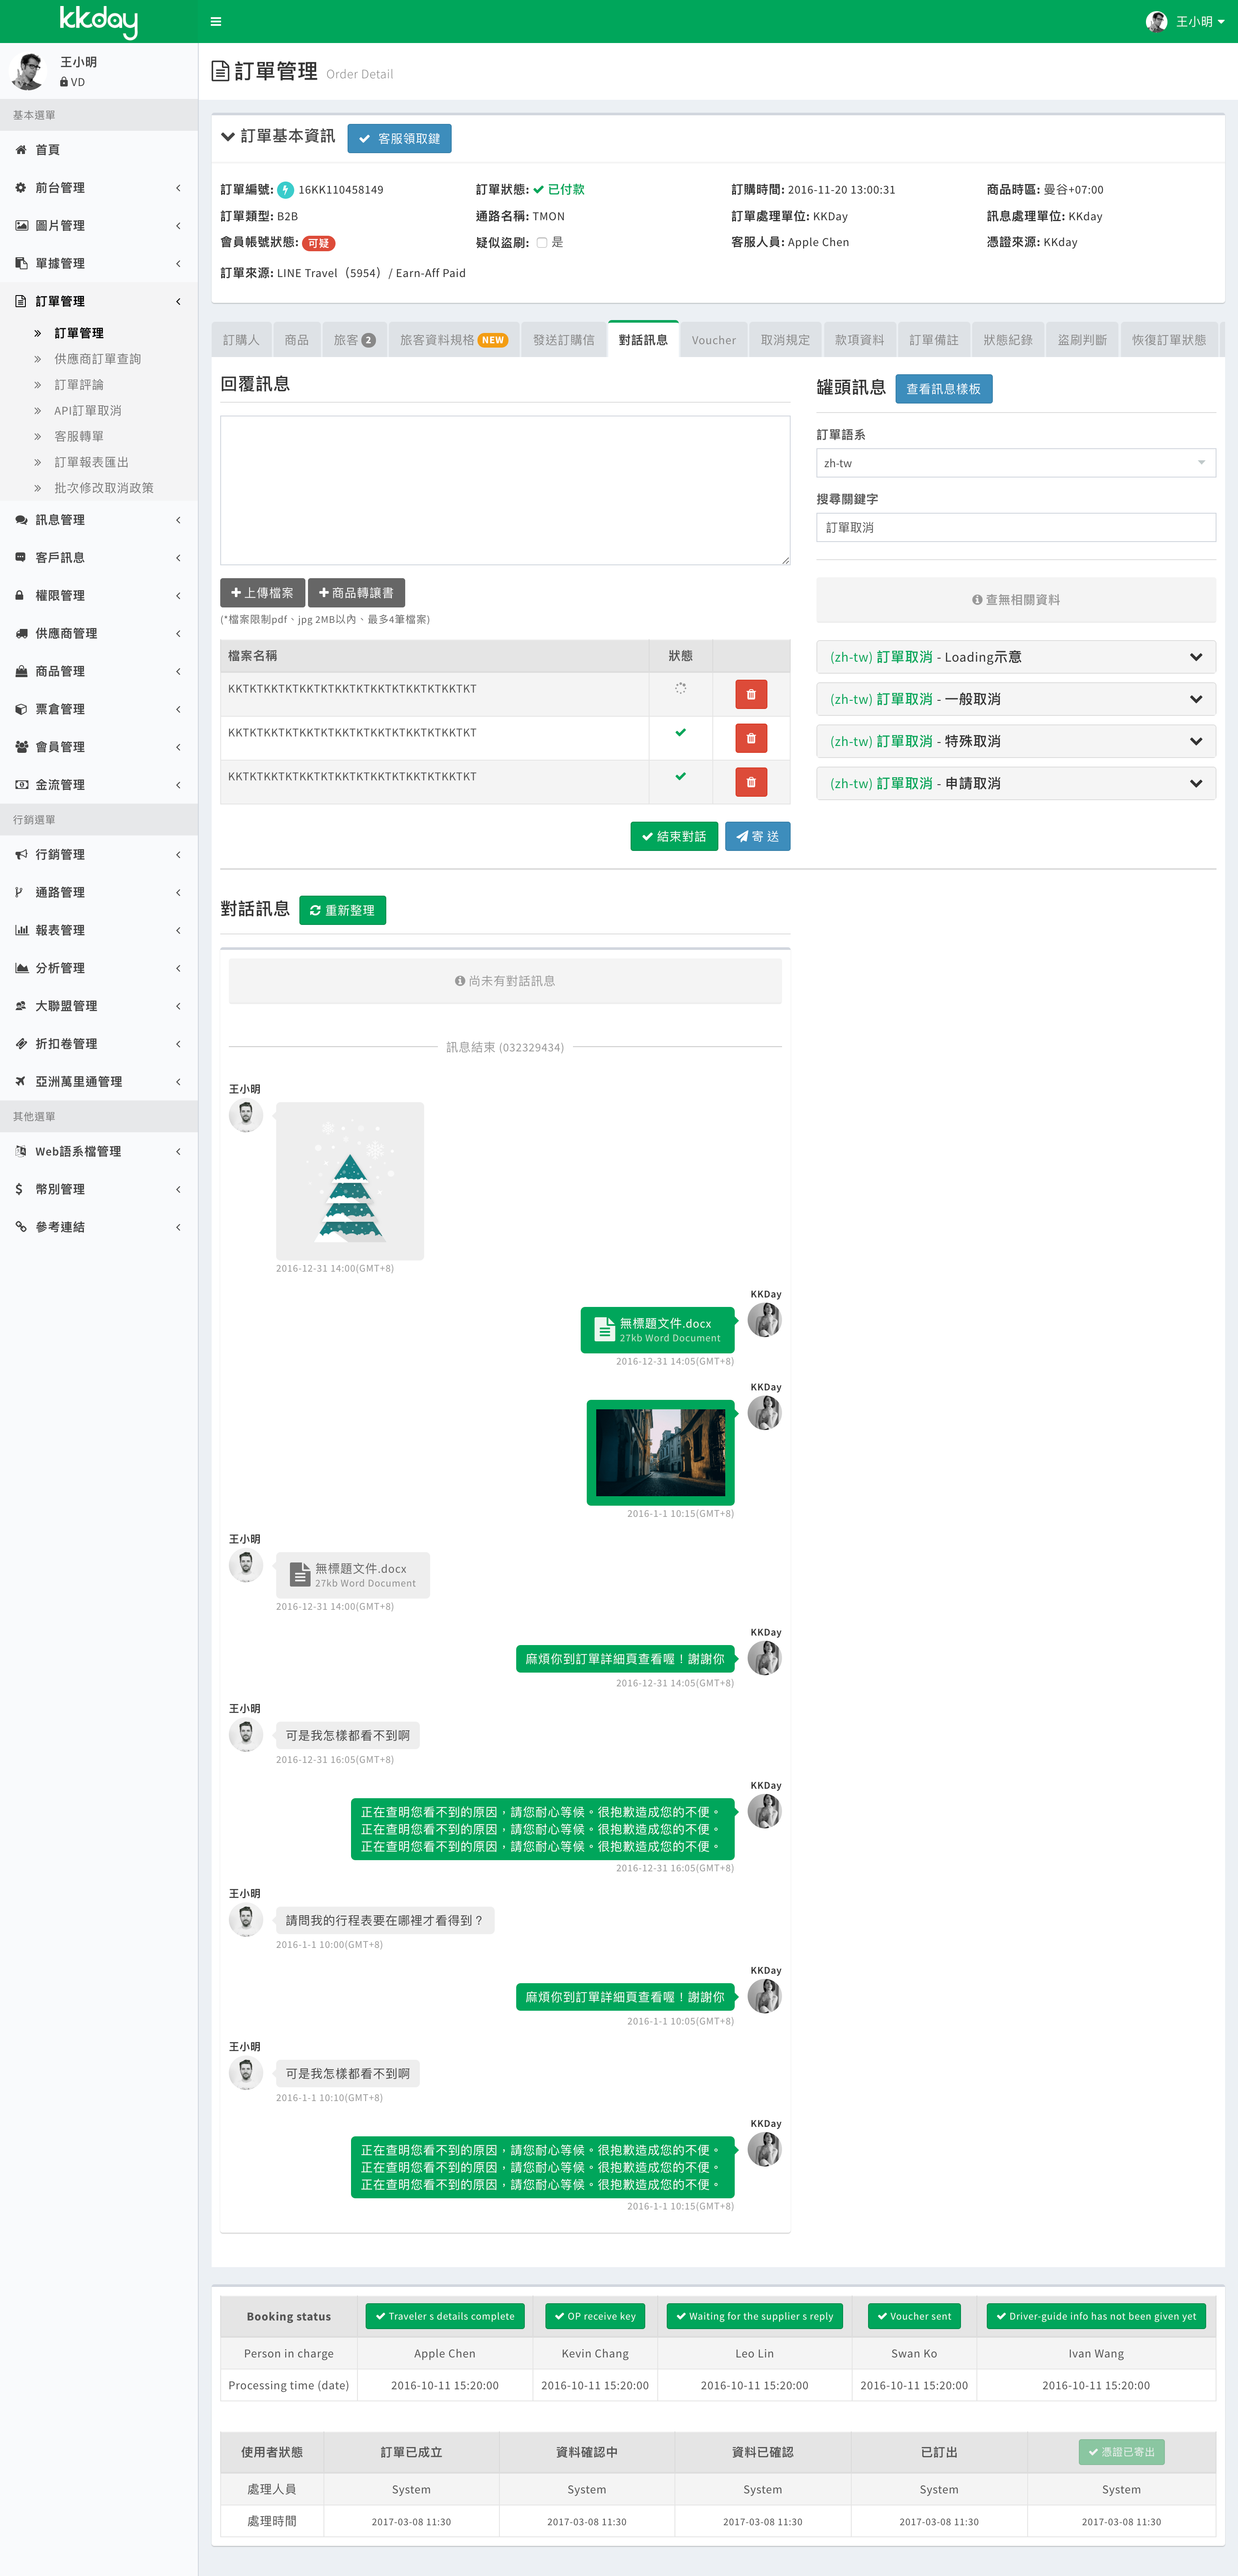 kkday
王小明
王小明
VD
基本選單
首頁
前台管理
圖片管理
單據管理
訂單管理
訂單管理
供應商訂單查詢
訂單評論
API訂單取消
客服轉單
訂單報表匯出
批次修改取消政策
訊息管理
客戶訊息
權限管理
供應商管理
商品管理
票倉管理
會員管理
金流管理
行銷選單
行銷管理
通路管理
報表管理
分析管理
大聯盟管理
折扣卷管理
亞洲萬里通管理
其他選單
Web語系檔管理
幣別管理
參考連結
訂單管理 Order Detail
訂單基本資訊 客服領取鍵
訂單編號: 16KK110458149 訂單狀態: 已付款 訂購時間: 2016-11-20 13:00:31 商品時區: 曼谷+07:00
訂單類型: B2B 通路名稱: TMON 訂單處理單位: KKDay 訊息處理單位: KKday
會員帳號狀態: 可疑 疑似盜刷: 是 客服人員: Apple Chen 憑證來源: KKday
訂單來源: LINE Travel（5954）/ Earn-Aff Paid
訂購人 商品 旅客 2 旅客資料規格 NEW 發送訂購信 對話訊息 Voucher 取消規定 款項資料 訂單備註 狀態紀錄 盜刷判斷 恢復訂單狀態
回覆訊息
上傳檔案 商品轉讓書
(*檔案限制pdf、jpg 2MB以內、最多4筆檔案)
檔案名稱 狀態
KKTKTKKTKTKKTKTKKTKTKKTKTKKTKTKKTKT
KKTKTKKTKTKKTKTKKTKTKKTKTKKTKTKKTKT
KKTKTKKTKTKKTKTKKTKTKKTKTKKTKTKKTKT
結束對話 寄 送
罐頭訊息 查看訊息樣板
訂單語系
zh-tw
搜尋關鍵字
訂單取消
查無相關資料
(zh-tw) 訂單取消 - Loading示意
(zh-tw) 訂單取消 - 一般取消
(zh-tw) 訂單取消 - 特殊取消
(zh-tw) 訂單取消 - 申請取消
對話訊息 重新整理
尚未有對話訊息
訊息結束 (032329434)
王小明
2016-12-31 14:00(GMT+8)
KKDay
無標題文件.docx
27kb Word Document
2016-12-31 14:05(GMT+8)
KKDay
2016-1-1 10:15(GMT+8)
王小明
無標題文件.docx
27kb Word Document
2016-12-31 14:00(GMT+8)
KKDay
麻煩你到訂單詳細頁查看喔！謝謝你
2016-12-31 14:05(GMT+8)
王小明
可是我怎樣都看不到啊
2016-12-31 16:05(GMT+8)
KKDay
正在查明您看不到的原因，請您耐心等候。很抱歉造成您的不便。
正在查明您看不到的原因，請您耐心等候。很抱歉造成您的不便。
正在查明您看不到的原因，請您耐心等候。很抱歉造成您的不便。
2016-12-31 16:05(GMT+8)
王小明
請問我的行程表要在哪裡才看得到？
2016-1-1 10:00(GMT+8)
KKDay
麻煩你到訂單詳細頁查看喔！謝謝你
2016-1-1 10:05(GMT+8)
王小明
可是我怎樣都看不到啊
2016-1-1 10:10(GMT+8)
KKDay
正在查明您看不到的原因，請您耐心等候。很抱歉造成您的不便。
正在查明您看不到的原因，請您耐心等候。很抱歉造成您的不便。
正在查明您看不到的原因，請您耐心等候。很抱歉造成您的不便。
2016-1-1 10:15(GMT+8)
Booking status Traveler s details complete OP receive key Waiting for the supplier s reply Voucher sent Driver-guide info has not been given yet
Person in charge Apple Chen Kevin Chang Leo Lin Swan Ko Ivan Wang
Processing time (date) 2016-10-11 15:20:00 2016-10-11 15:20:00 2016-10-11 15:20:00 2016-10-11 15:20:00 2016-10-11 15:20:00
使用者狀態 訂單已成立 資料確認中 資料已確認 已訂出 憑證已寄出
處理人員 System System System System System
處理時間 2017-03-08 11:30 2017-03-08 11:30 2017-03-08 11:30 2017-03-08 11:30 2017-03-08 11:30